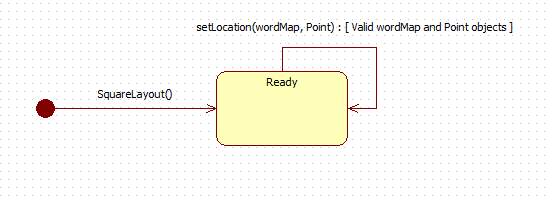 setLocation(wordMap, Point) : [ Valid wordMap and Point objects ]
Ready
SquareLayout()